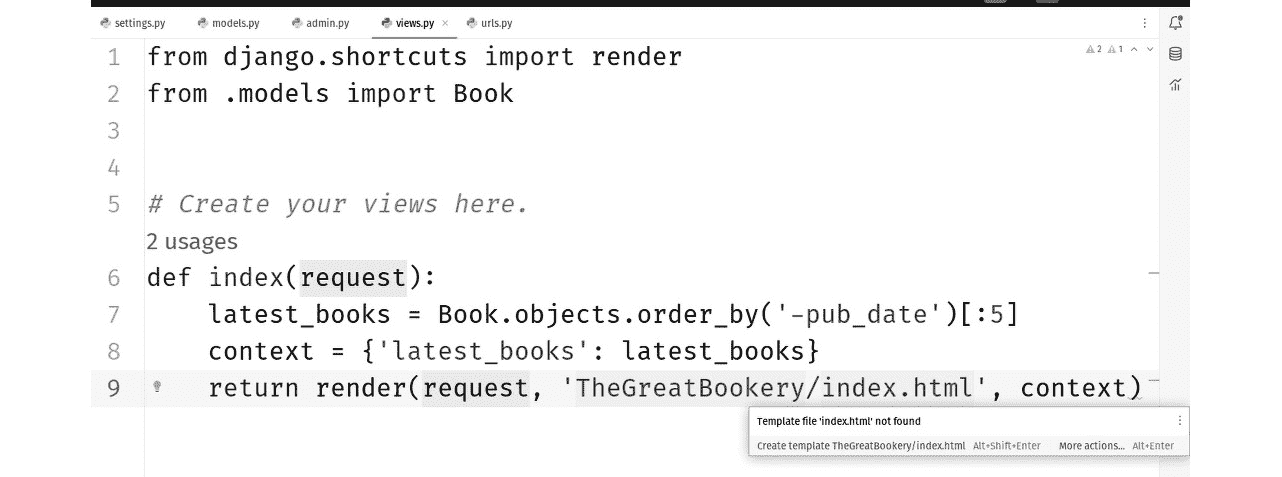 settings.py models.py admin.py views.py urls.py
2 1
1 from django.shortcuts import render
2 from .models import Book
3
4
5 # Create your views here.
2 usages
6 def index(request):
7 latest_books = Book.objects.order_by('-pub_date')[:5]
8 context = {'latest_books': latest_books}
9 return render(request, 'TheGreatBookery/index.html', context)
Template file 'index.html' not found
Create template TheGreatBookery/index.html Alt+Shift+Enter More actions... Alt+Enter